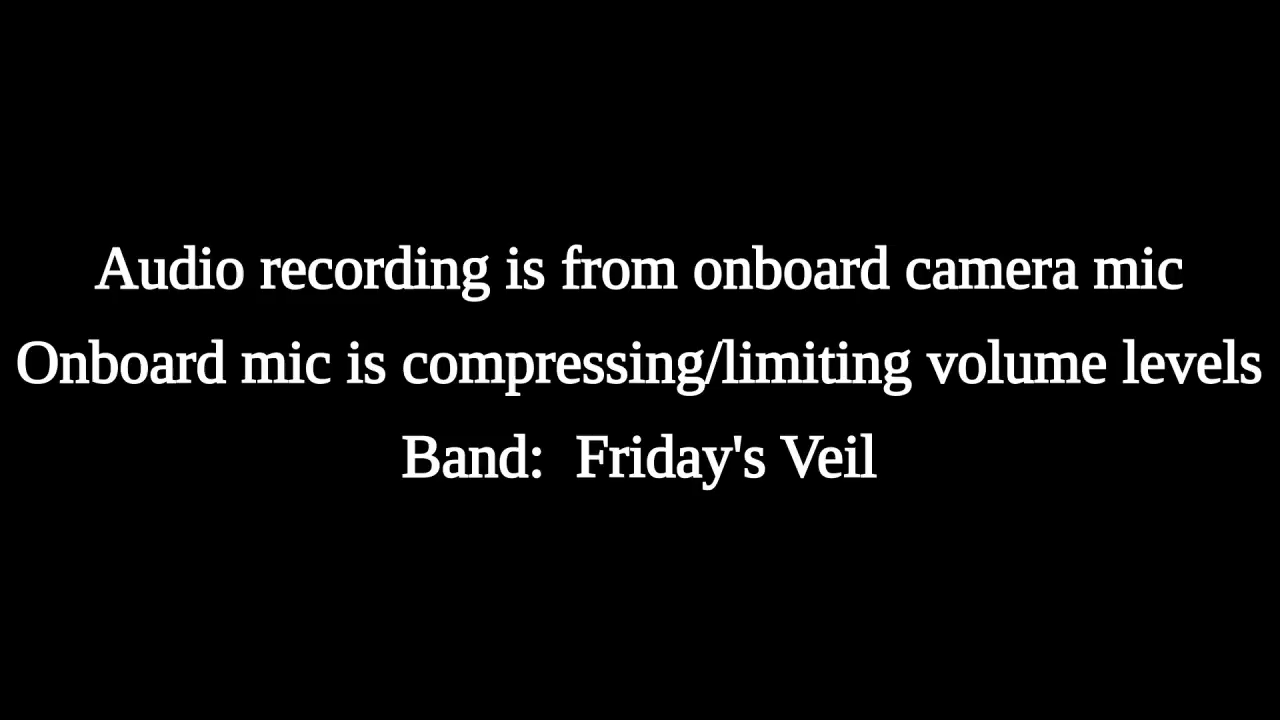 Audio recording is from onboard camera mic
Onboard mic is compressing/limiting volume levels
Band:  Friday's Veil